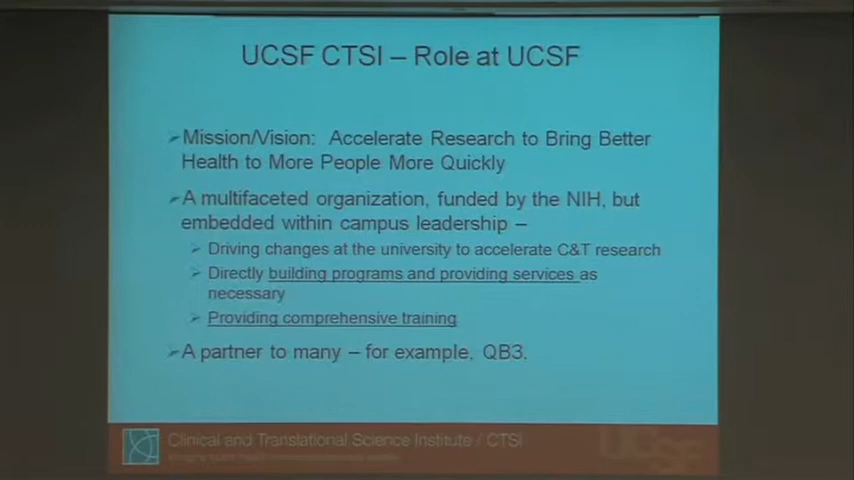 UCSF CTSI – Role at UCSF
Mission/Vision: Accelerate Research to Bring Better
Health to More People More Quickly
A multifaceted organization, funded by the NIH, but
embedded within campus leadership –
Driving changes at the university to accelerate C&T research
Directly building programs and providing services as
necessary
Providing comprehensive training
A partner to many – for example, QB3.
Clinical and Translational Science Institute / CTSI
UCSF